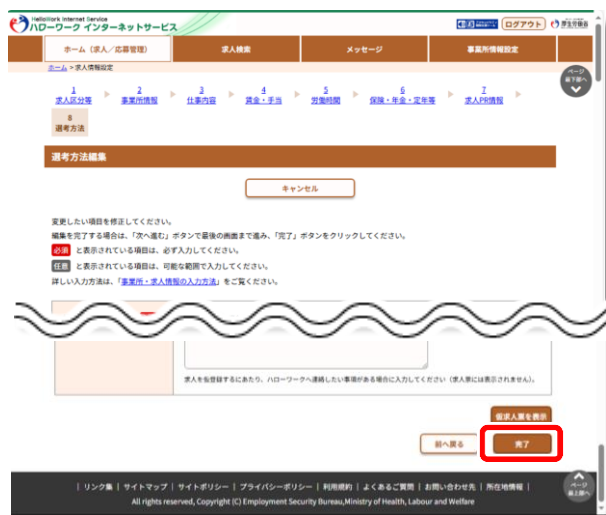 HelloWork Internet Service
ハローワーク インターネットサービス
ログアウト
厚生労働省
ホーム（求人／応募管理）
求人検索
メッセージ
事業所情報設定
ホーム > 求人情報設定
ページ
最下部へ
1
求人区分等
2
事業所情報
3
仕事内容
4
賃金・手当
5
労働時間
6
保険・年金・定年等
7
求人PR情報
8
選考方法
選考方法編集
キャンセル
変更したい項目を修正してください。
編集を完了する場合は、「次へ進む」ボタンで最後の画面まで進み、「完了」ボタンをクリックしてください。
必須 と表示されている項目は、必ず入力してください。
任意 と表示されている項目は、可能な範囲で入力してください。
詳しい入力方法は、「事業所・求人情報の入力方法」をご覧ください。
求人を仮登録するにあたり、ハローワークへ連絡したい事項がある場合に入力してください（求人票には表示されません）。
仮求人票を表示
前へ戻る
完了
| リンク集 | サイトマップ | サイトポリシー | プライバシーポリシー | 利用規約 | よくあるご質問 | お問い合わせ先 | 所在地情報 |
All rights reserved, Copyright (C) Employment Security Bureau,Ministry of Health, Labour and Welfare
ページ
最上部へ